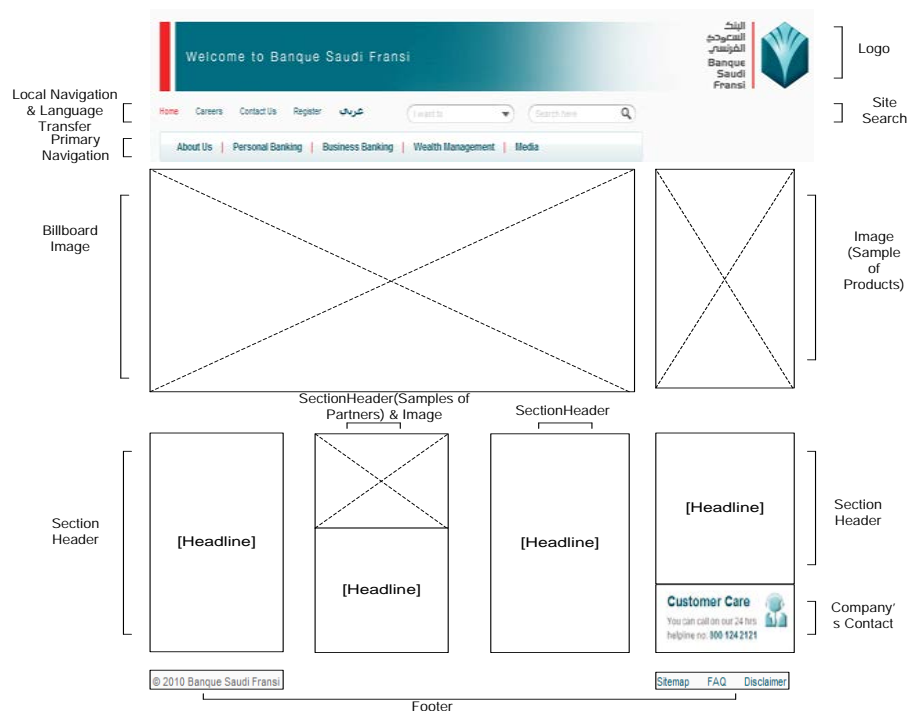 Welcome to Banque Saudi Fransi
البنك
السعودي
الفرنسي
Banque
Saudi
Fransi
Logo
Local Navigation
& Language
Transfer
Home Careers Contact Us Register عربي
I want to
Search here
Site
Search
Primary
Navigation
About Us | Personal Banking | Business Banking | Wealth Management | Media
Billboard
Image
Image
(Sample
of
Products)
SectionHeader(Samples of
Partners) & Image
SectionHeader
Section
Header
[Headline]
[Headline]
[Headline]
[Headline]
Section
Header
Customer Care
You can call on our 24 hrs
helpline no. 800 124 2121
Company'
s Contact
© 2010 Banque Saudi Fransi
Sitemap FAQ Disclaimer
Footer